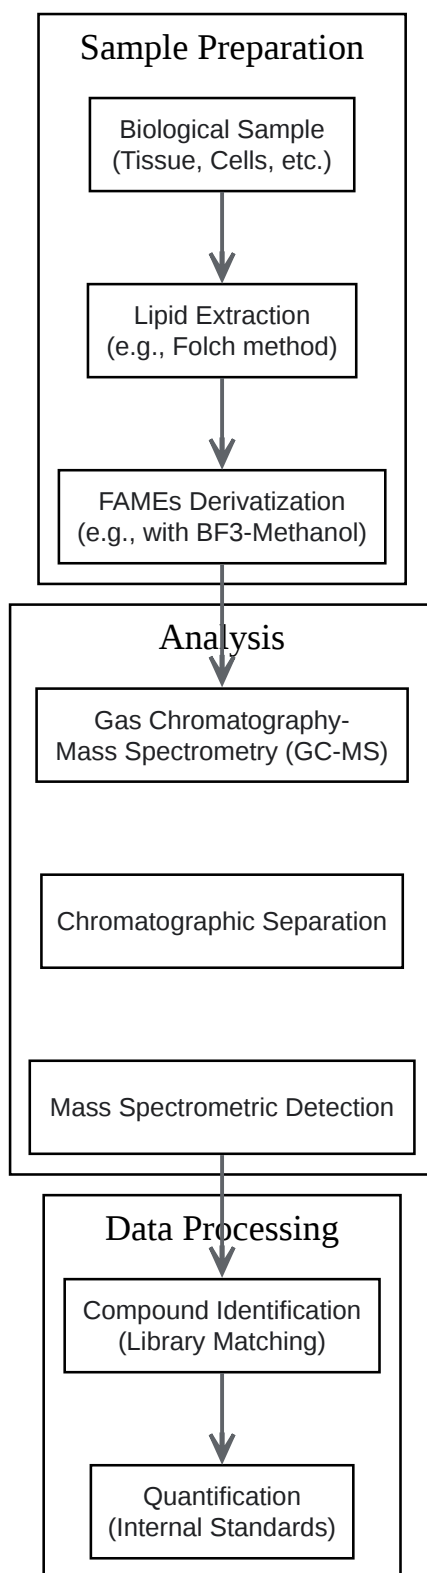 Sample Preparation
Biological Sample
(Tissue, Cells, etc.)
Lipid Extraction
(e.g., Folch method)
FAMEs Derivatization
(e.g., with BF3-Methanol)
Analysis
Gas Chromatography-
Mass Spectrometry (GC-MS)
Chromatographic Separation
Mass Spectrometric Detection
Data Processing
Compound Identification
(Library Matching)
Quantification
(Internal Standards)